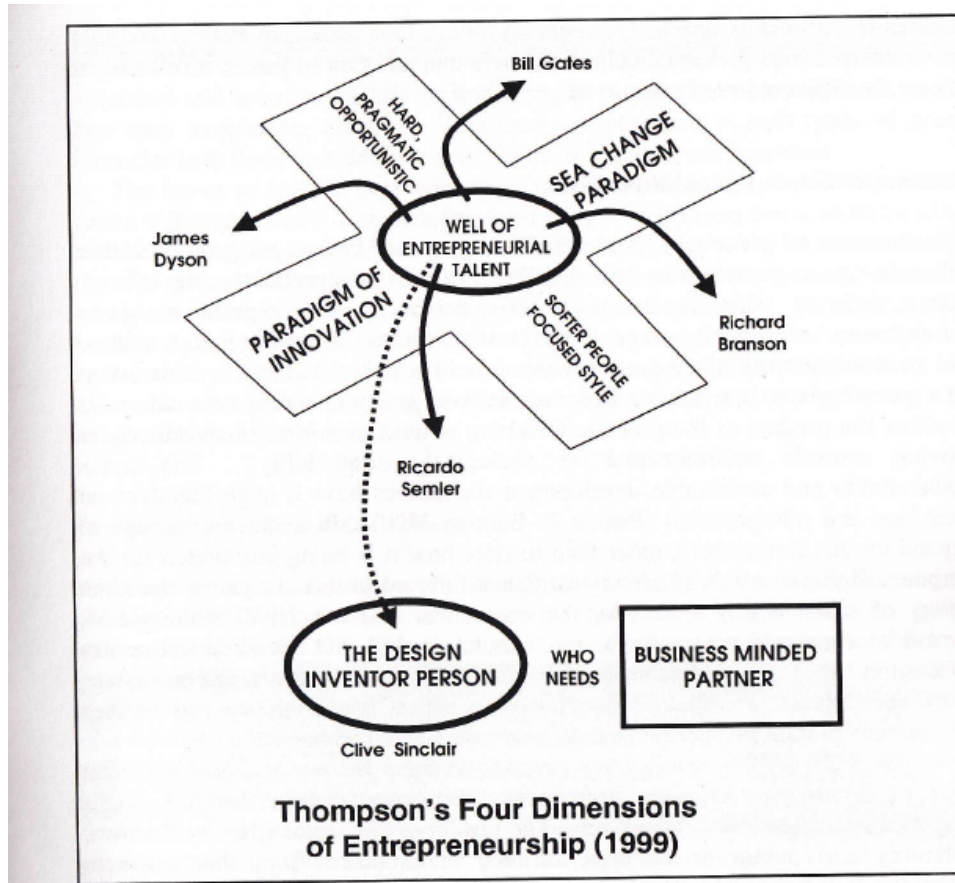 Bill Gates
HARD,
PRAGMATIC
OPPORTUNISTIC
SEA CHANGE
PARADIGM
James
Dyson
WELL OF
ENTREPRENEURIAL
TALENT
PARADIGM OF
INNOVATION
SOFTER PEOPLE
FOCUSED STYLE
Richard
Branson
Ricardo
Semler
THE DESIGN
INVENTOR PERSON
WHO
NEEDS
BUSINESS MINDED
PARTNER
Clive Sinclair
Thompson's Four Dimensions
of Entrepreneurship (1999)